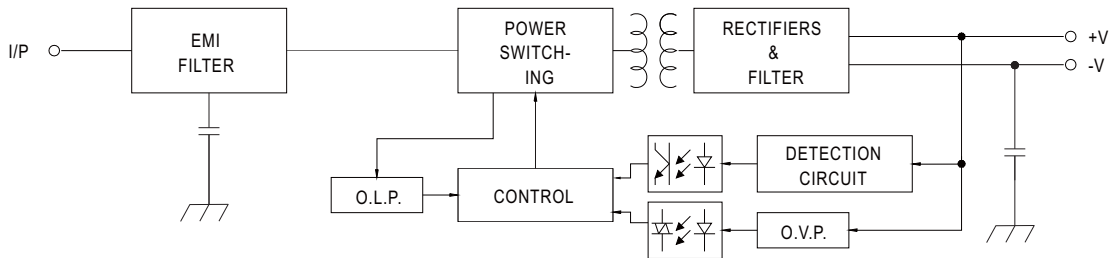 I/P
EMI
FILTER
POWER
SWITCH-
ING
RECTIFIERS
&
FILTER
+V
-V
O.L.P.
CONTROL
DETECTION
CIRCUIT
O.V.P.